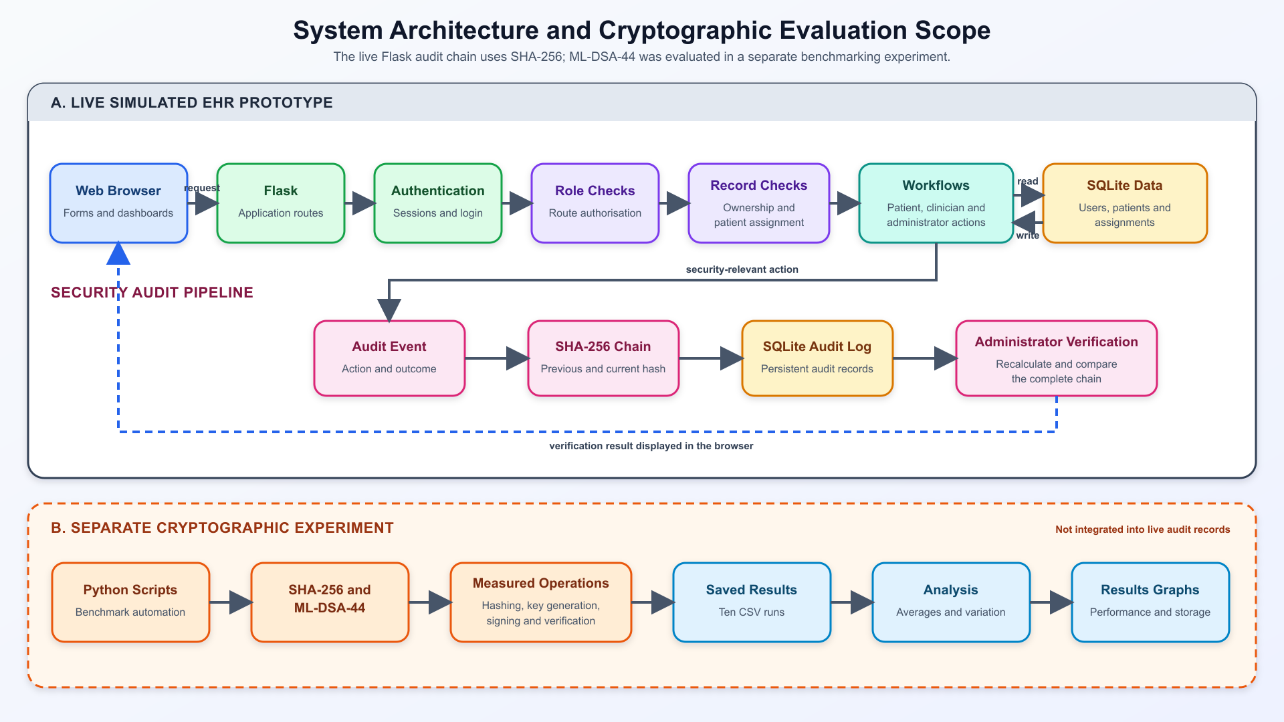 System Architecture and Cryptographic Evaluation Scope
The live Flask audit chain uses SHA-256; ML-DSA-44 was evaluated in a separate benchmarking experiment.
A. LIVE SIMULATED EHR PROTOTYPE
Web Browser
Forms and dashboards
request
Flask
Application routes
Authentication
Sessions and login
Role Checks
Route authorisation
Record Checks
Ownership and
patient assignment
Workflows
Patient, clinician and
administrator actions
read
write
SQLite Data
Users, patients and
assignments
security-relevant action
SECURITY AUDIT PIPELINE
Audit Event
Action and outcome
SHA-256 Chain
Previous and current hash
SQLite Audit Log
Persistent audit records
Administrator Verification
Recalculate and compare
the complete chain
verification result displayed in the browser
B. SEPARATE CRYPTOGRAPHIC EXPERIMENT
Not integrated into live audit records
Python Scripts
Benchmark automation
SHA-256 and
ML-DSA-44
Measured Operations
Hashing, key generation,
signing and verification
Saved Results
Ten CSV runs
Analysis
Averages and variation
Results Graphs
Performance and storage